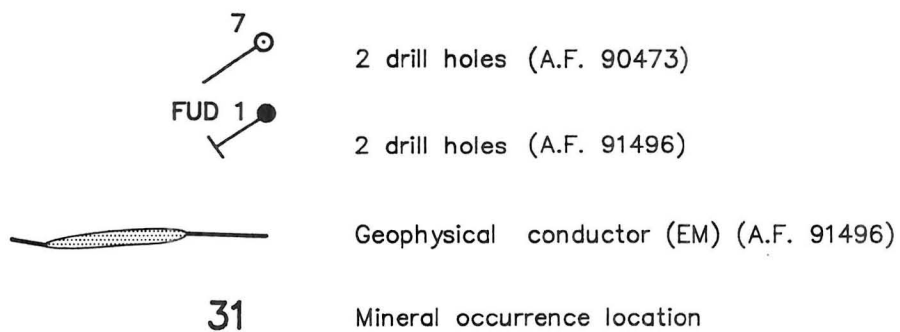 7
2 drill holes (A.F. 90473)
FUD 1
2 drill holes (A.F. 91496)
Geophysical conductor (EM) (A.F. 91496)
31 Mineral occurrence location